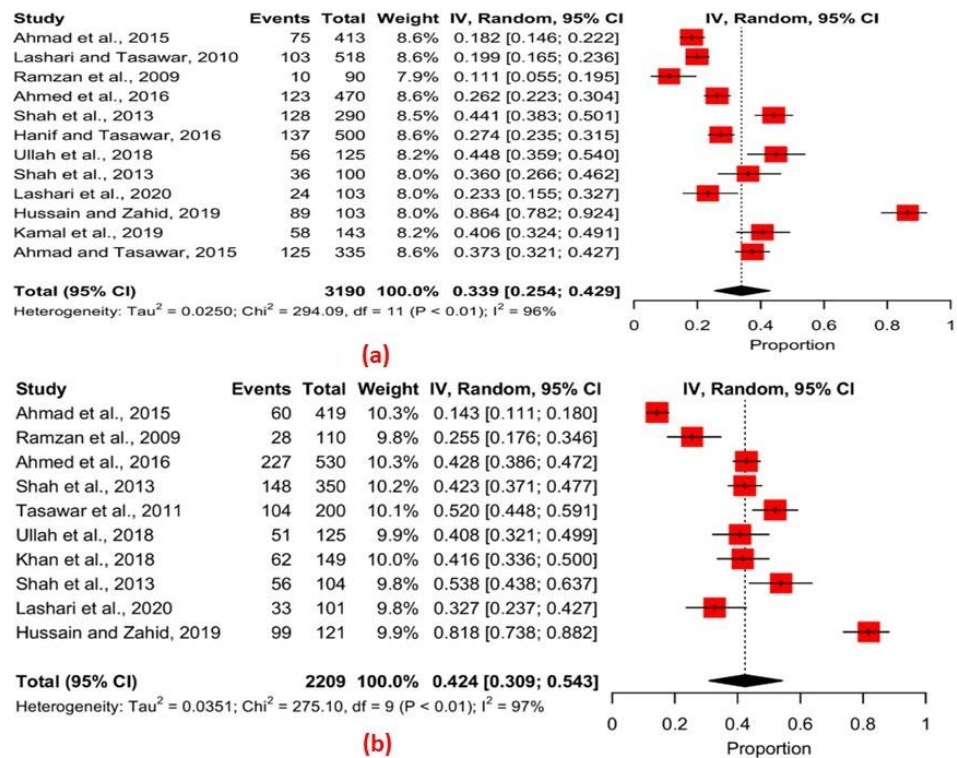 Study Events Total Weight IV, Random, 95% CI IV, Random, 95% CI
Ahmad et al., 2015 75 413 8.6% 0.182 [0.146; 0.222]
Lashari and Tasawar, 2010 103 518 8.6% 0.199 [0.165; 0.236]
Ramzan et al., 2009 10 90 7.9% 0.111 [0.055; 0.195]
Ahmed et al., 2016 123 470 8.6% 0.262 [0.223; 0.304]
Shah et al., 2013 128 290 8.5% 0.441 [0.383; 0.501]
Hanif and Tasawar, 2016 137 500 8.6% 0.274 [0.235; 0.315]
Ullah et al., 2018 56 125 8.2% 0.448 [0.359; 0.540]
Shah et al., 2013 36 100 8.0% 0.360 [0.266; 0.462]
Lashari et al., 2020 24 103 8.0% 0.233 [0.155; 0.327]
Hussain and Zahid, 2019 89 103 8.0% 0.864 [0.782; 0.924]
Kamal et al., 2019 58 143 8.2% 0.406 [0.324; 0.491]
Ahmad and Tasawar, 2015 125 335 8.6% 0.373 [0.321; 0.427]
Total (95% CI) 3190 100.0% 0.339 [0.254; 0.429]
Heterogeneity: Tau² = 0.0250; Chi² = 294.09, df = 11 (P < 0.01); I² = 96%
0 0.2 0.4 0.6 0.8 1
Proportion
(a)
Study Events Total Weight IV, Random, 95% CI IV, Random, 95% CI
Ahmad et al., 2015 60 419 10.3% 0.143 [0.111; 0.180]
Ramzan et al., 2009 28 110 9.8% 0.255 [0.176; 0.346]
Ahmed et al., 2016 227 530 10.3% 0.428 [0.386; 0.472]
Shah et al., 2013 148 350 10.2% 0.423 [0.371; 0.477]
Tasawar et al., 2011 104 200 10.1% 0.520 [0.448; 0.591]
Ullah et al., 2018 51 125 9.9% 0.408 [0.321; 0.499]
Khan et al., 2018 62 149 10.0% 0.416 [0.336; 0.500]
Shah et al., 2013 56 104 9.8% 0.538 [0.438; 0.637]
Lashari et al., 2020 33 101 9.8% 0.327 [0.237; 0.427]
Hussain and Zahid, 2019 99 121 9.9% 0.818 [0.738; 0.882]
Total (95% CI) 2209 100.0% 0.424 [0.309; 0.543]
Heterogeneity: Tau² = 0.0351; Chi² = 275.10, df = 9 (P < 0.01); I² = 97%
0 0.2 0.4 0.6 0.8 1
Proportion
(b)